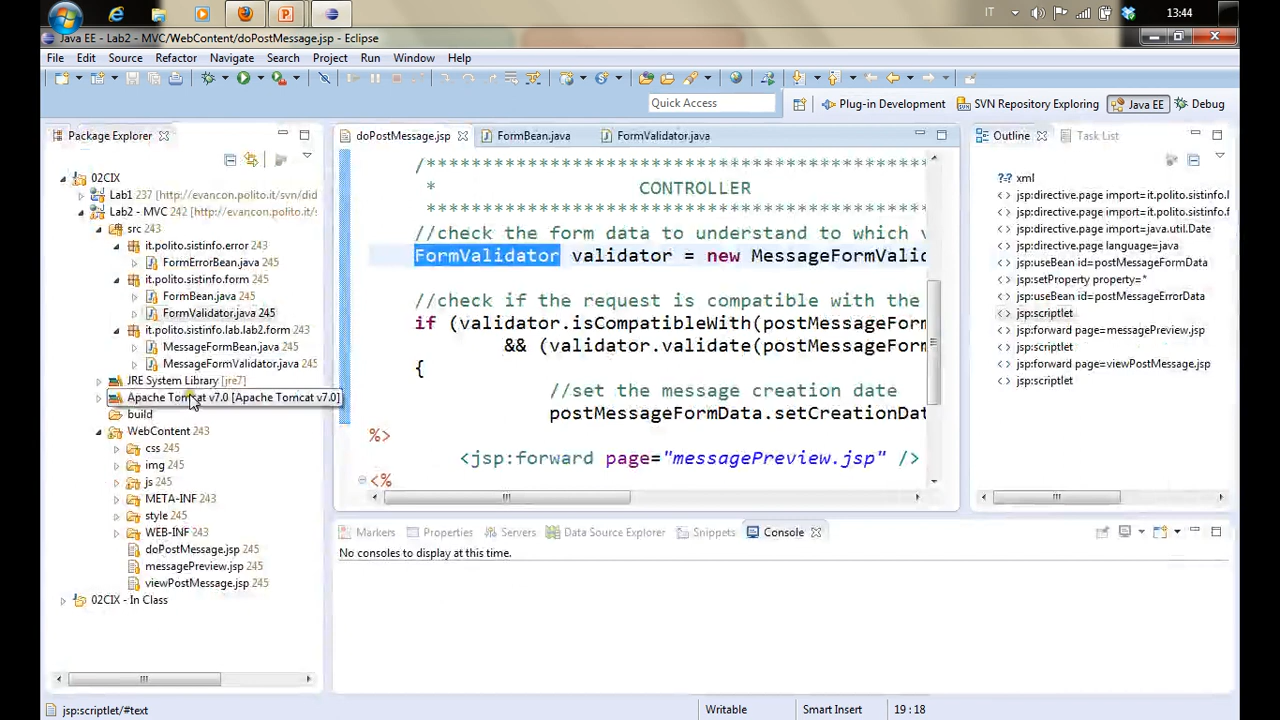 IT
13:44
Java EE - Lab2 - MVC/WebContent/doPostMessage.jsp - Eclipse
File Edit Source Refactor Navigate Search Project Run Window Help
Quick Access
Plug-in Development
SVN Repository Exploring
Java EE
Debug
Package Explorer
02CIX
Lab1 237 [http://evancon.polito.it/svn/did
Lab2 - MVC 242 [http://evancon.polito.it/s
src 243
it.polito.sistinfo.error 243
FormErrorBean.java 245
it.polito.sistinfo.form 245
FormBean.java 245
FormValidator.java 245
it.polito.sistinfo.lab.lab2.form 243
MessageFormBean.java 245
MessageFormValidator.java 245
JRE System Library [jre7]
Apache Tomcat v7.0 [Apache Tomcat v7.0]
build
WebContent 243
css 245
img 245
js 245
META-INF 243
style 245
WEB-INF 243
doPostMessage.jsp 245
messagePreview.jsp 245
viewPostMessage.jsp 245
02CIX - In Class
doPostMessage.jsp
FormBean.java
FormValidator.java
/**********************************************
* CONTROLLER
**********************************************
//check the form data to understand to which v
FormValidator validator = new MessageFormValid
//check if the request is compatible with the
if (validator.isCompatibleWith(postMessageForm
&& (validator.validate(postMessageForm
{
//set the message creation date
postMessageFormData.setCreationDat
%>
<jsp:forward page="messagePreview.jsp" />
<%
Outline
Task List
xml
jsp:directive.page import=it.polito.sistinfo.f
jsp:directive.page import=it.polito.sistinfo.l
jsp:directive.page import=java.util.Date
jsp:directive.page language=java
jsp:useBean id=postMessageFormData
jsp:setProperty property=*
jsp:useBean id=postMessageErrorData
jsp:scriptlet
jsp:forward page=messagePreview.jsp
jsp:scriptlet
jsp:forward page=viewPostMessage.jsp
jsp:scriptlet
Markers
Properties
Servers
Data Source Explorer
Snippets
Console
No consoles to display at this time.
jsp:scriptlet/#text
Writable
Smart Insert
19 : 18